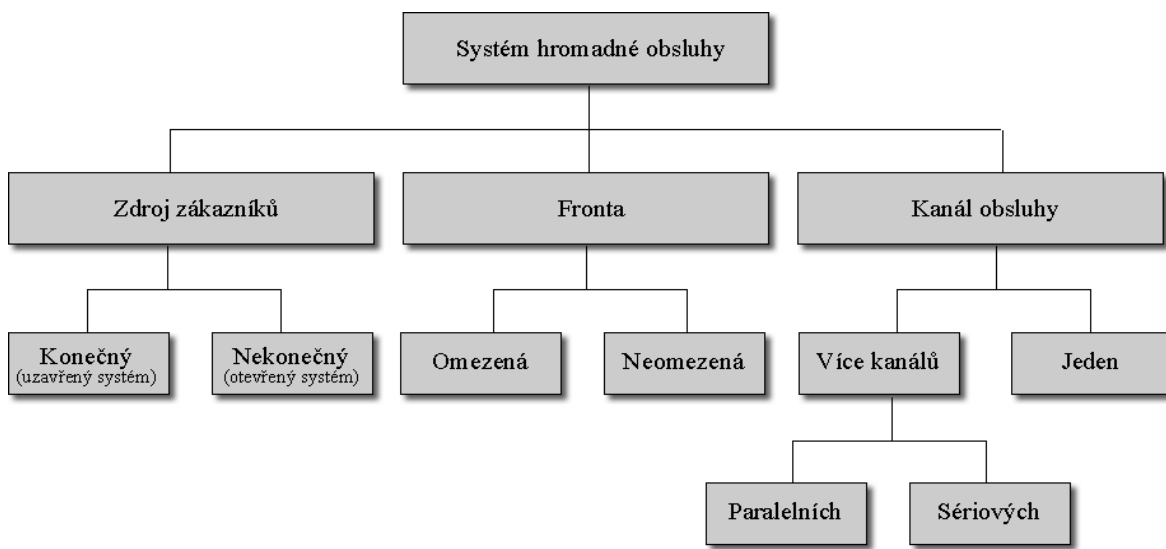 Systém hromadné obsluhy
Zdroj zákazníků
Fronta
Kanál obsluhy
Konečný
(uzavřený systém)
Nekonečný
(otevřený systém)
Omezená
Neomezená
Více kanálů
Jeden
Paralelních
Sériových